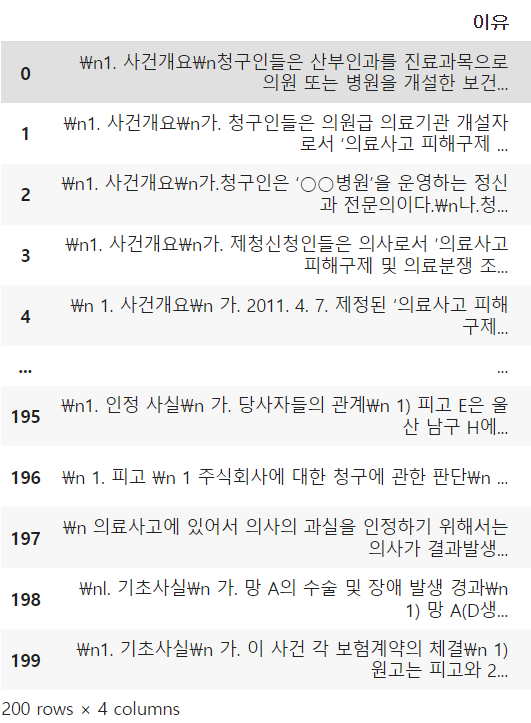 이유
0 ₩n1. 사건개요₩n청구인들은 산부인과를 진료과목으로
의원 또는 병원을 개설한 보건...
1 ₩n1. 사건개요₩n가. 청구인들은 의원급 의료기관 개설자
로서 ‘의료사고 피해구제 ...
2 ₩n1. 사건개요₩n가.청구인은 ‘○○병원’을 운영하는 정신
과 전문의이다.₩n나.청...
3 ₩n1. 사건개요₩n가. 제청신청인들은 의사로서 ‘의료사고
피해구제 및 의료분쟁 조...
4 ₩n 1. 사건개요₩n 가. 2011. 4. 7. 제정된 ‘의료사고 피해
구제...
... ...
195 ₩n1. 인정 사실₩n 가. 당사자들의 관계₩n 1) 피고 E은 울
산 남구 H에...
196 ₩n 1. 피고 ₩n 1 주식회사에 대한 청구에 관한 판단₩n ...
197 ₩n 의료사고에 있어서 의사의 과실을 인정하기 위해서는
의사가 결과발생...
198 ₩nl. 기초사실₩n 가. 망 A의 수술 및 장애 발생 경과₩n
1) 망 A(D생...
199 ₩n1. 기초사실₩n 가. 이 사건 각 보험계약의 체결₩n 1)
원고는 피고와 2...
200 rows × 4 columns